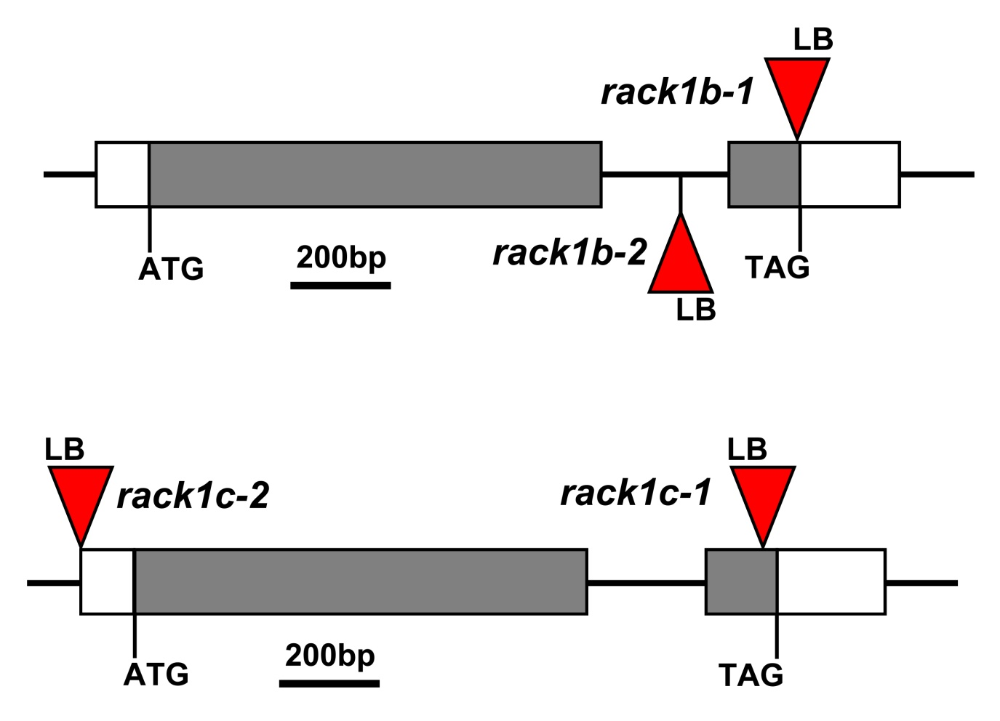 LB
rack1b-1
ATG
200bp
rack1b-2
TAG
LB
LB
rack1c-2
LB
rack1c-1
ATG
200bp
TAG